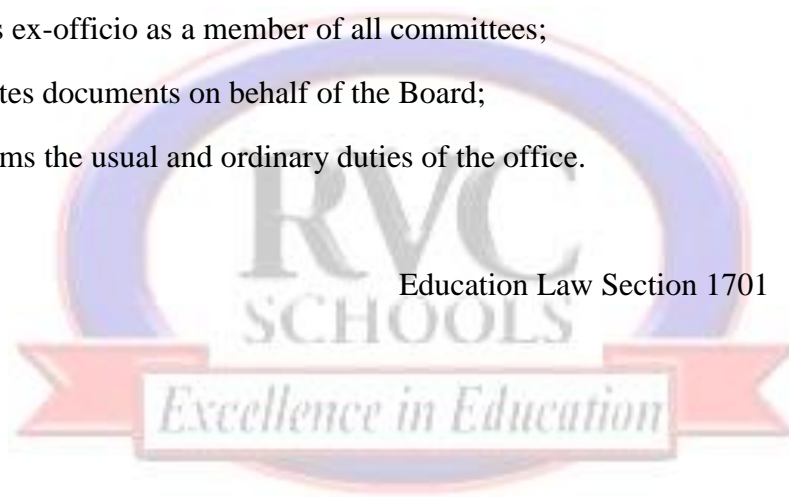 s ex-officio as a member of all committees;
tes documents on behalf of the Board;
ms the usual and ordinary duties of the office.
RVC
Education Law Section 1701
SCHOOLS
Excellence in Education